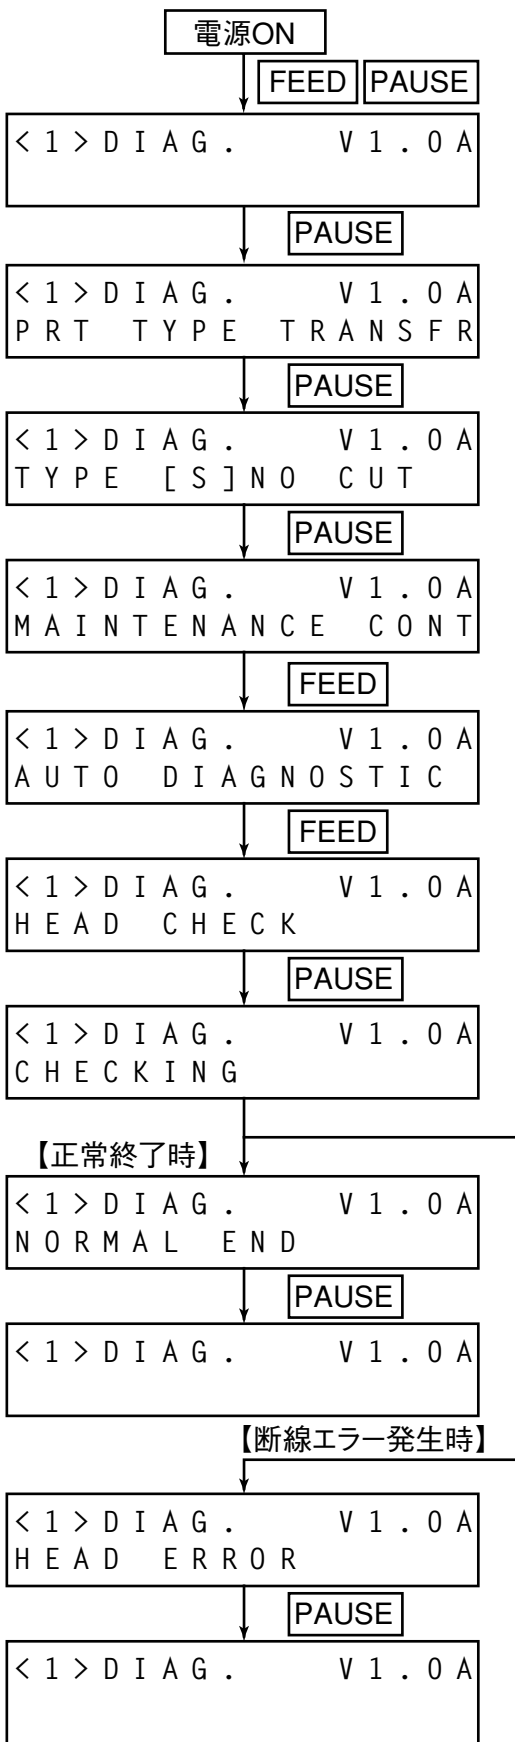 電源ON
FEED PAUSE
<1>DIAG. V1.0A
PAUSE
<1>DIAG. V1.0A
PRT TYPE TRANSFR
PAUSE
<1>DIAG. V1.0A
TYPE [S]NO CUT
PAUSE
<1>DIAG. V1.0A
MAINTENANCE CONT
FEED
<1>DIAG. V1.0A
AUTO DIAGNOSTIC
FEED
<1>DIAG. V1.0A
HEAD CHECK
PAUSE
<1>DIAG. V1.0A
CHECKING
【正常終了時】
<1>DIAG. V1.0A
NORMAL END
PAUSE
<1>DIAG. V1.0A
【断線エラー発生時】
<1>DIAG. V1.0A
HEAD ERROR
PAUSE
<1>DIAG. V1.0A